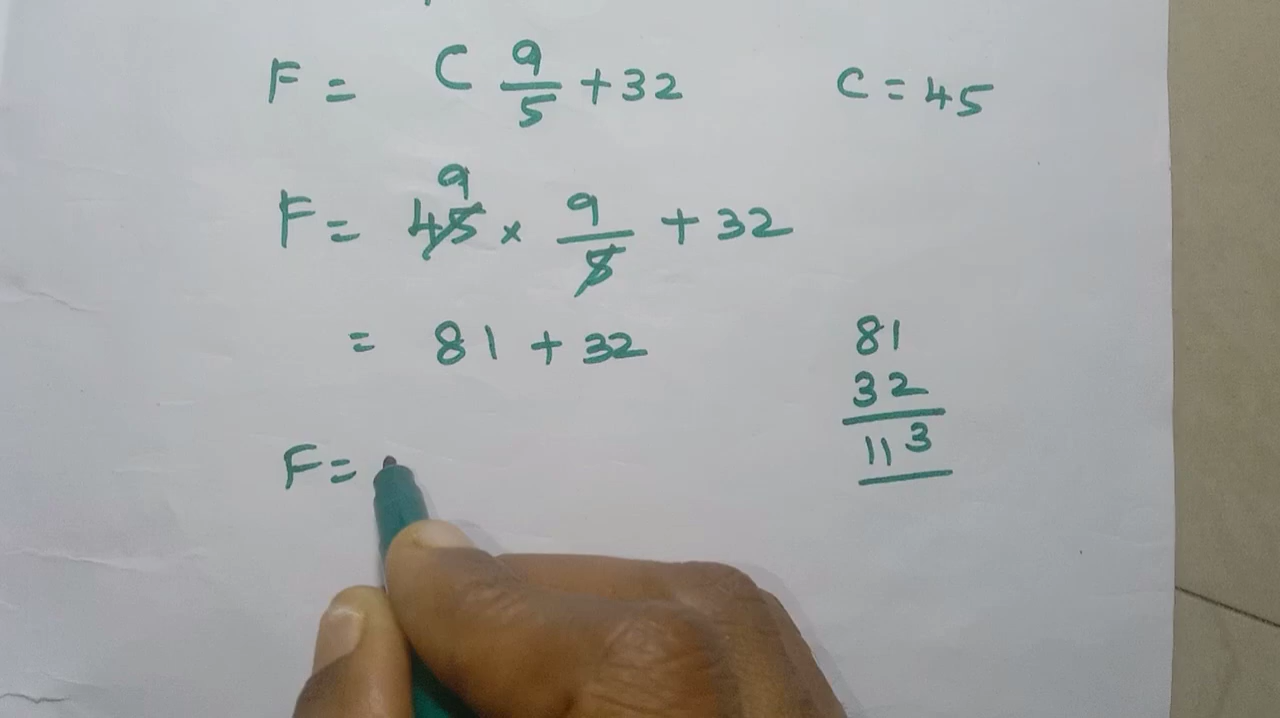 F = C 9/5 + 32
C = 45
9
F = 45 × 9/5 + 32
= 81 + 32
81
32
113
F =